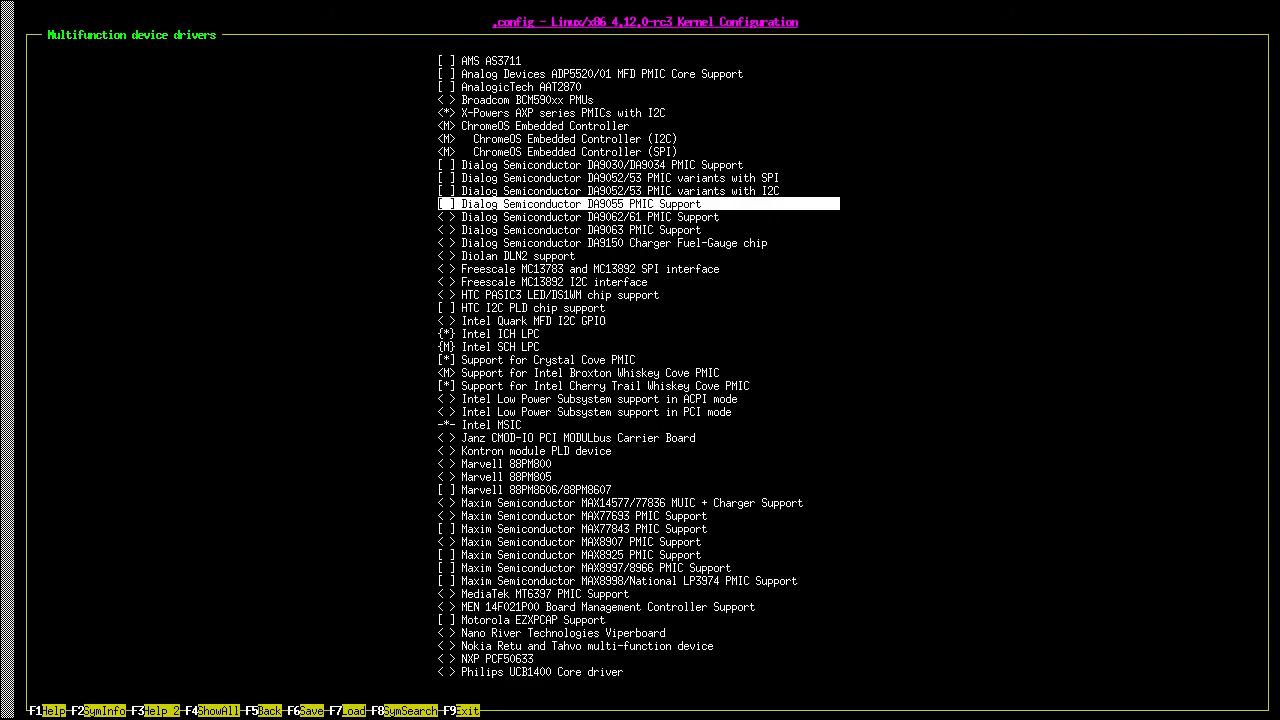 .config - Linux/x86 4.12.0-rc3 Kernel Configuration
Multifunction device drivers
[ ] AMS AS3711
[ ] Analog Devices ADP5520/01 MFD PMIC Core Support
[ ] AnalogicTech AAT2870
< > Broadcom BCM590xx PMUs
<*> X-Powers AXP series PMICs with I2C
<M> ChromeOS Embedded Controller
<M>   ChromeOS Embedded Controller (I2C)
<M>   ChromeOS Embedded Controller (SPI)
[ ] Dialog Semiconductor DA9030/DA9034 PMIC Support
[ ] Dialog Semiconductor DA9052/53 PMIC variants with SPI
[ ] Dialog Semiconductor DA9052/53 PMIC variants with I2C
[ ] Dialog Semiconductor DA9055 PMIC Support
< > Dialog Semiconductor DA9062/61 PMIC Support
< > Dialog Semiconductor DA9063 PMIC Support
< > Dialog Semiconductor DA9150 Charger Fuel-Gauge chip
< > Diolan DLN2 support
< > Freescale MC13783 and MC13892 SPI interface
< > Freescale MC13892 I2C interface
< > HTC PASIC3 LED/DS1WM chip support
[ ] HTC I2C PLD chip support
< > Intel Quark MFD I2C GPIO
{*} Intel ICH LPC
{M} Intel SCH LPC
[*] Support for Crystal Cove PMIC
<M> Support for Intel Broxton Whiskey Cove PMIC
[*] Support for Intel Cherry Trail Whiskey Cove PMIC
< > Intel Low Power Subsystem support in ACPI mode
< > Intel Low Power Subsystem support in PCI mode
-*- Intel MSIC
< > Janz CMOD-IO PCI MODULbus Carrier Board
< > Kontron module PLD device
< > Marvell 88PM800
< > Marvell 88PM805
[ ] Marvell 88PM8606/88PM8607
< > Maxim Semiconductor MAX14577/77836 MUIC + Charger Support
< > Maxim Semiconductor MAX77693 PMIC Support
[ ] Maxim Semiconductor MAX77843 PMIC Support
< > Maxim Semiconductor MAX8907 PMIC Support
[ ] Maxim Semiconductor MAX8925 PMIC Support
[ ] Maxim Semiconductor MAX8997/8966 PMIC Support
[ ] Maxim Semiconductor MAX8998/National LP3974 PMIC Support
< > MediaTek MT6397 PMIC Support
< > MEN 14F021P00 Board Management Controller Support
[ ] Motorola EZXPCAP Support
< > Nano River Technologies Viperboard
< > Nokia Retu and Tahvo multi-function device
< > NXP PCF50633
< > Philips UCB1400 Core driver
F1Help F2SymInfo F3Help 2 F4ShowAll F5Back F6Save F7Load F8SymSearch F9Exit